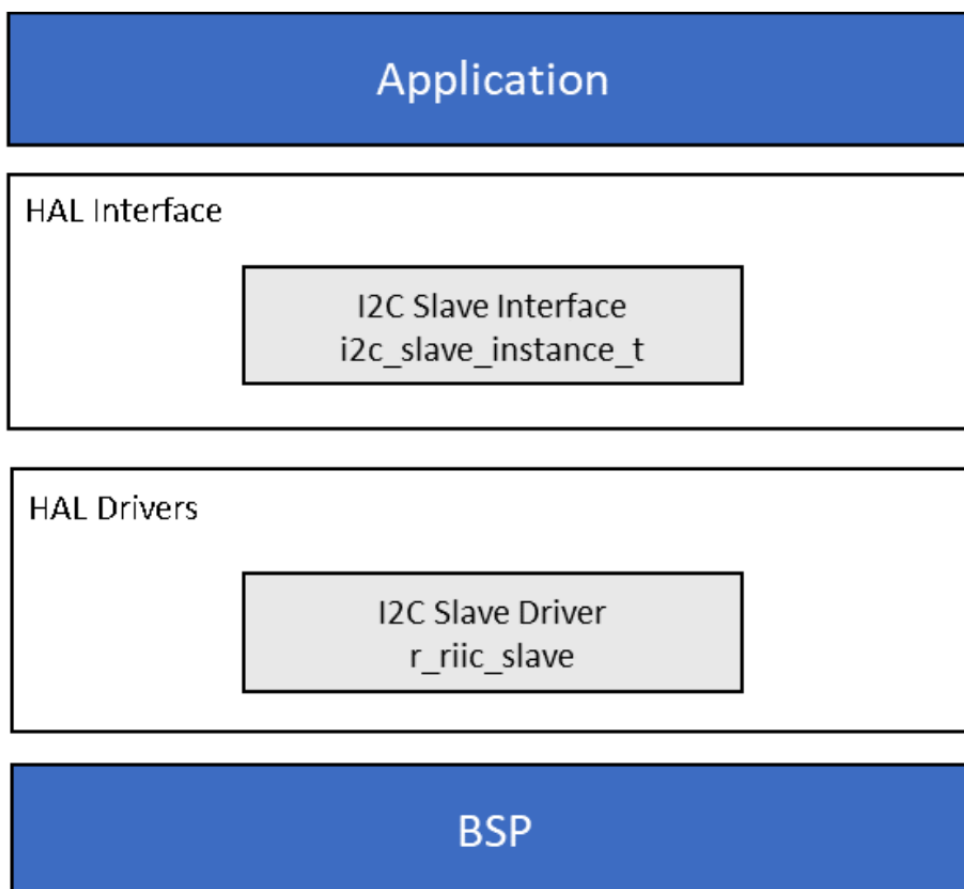 Application
HAL Interface
I2C Slave Interface
i2c_slave_instance_t
HAL Drivers
I2C Slave Driver
r_riic_slave
BSP